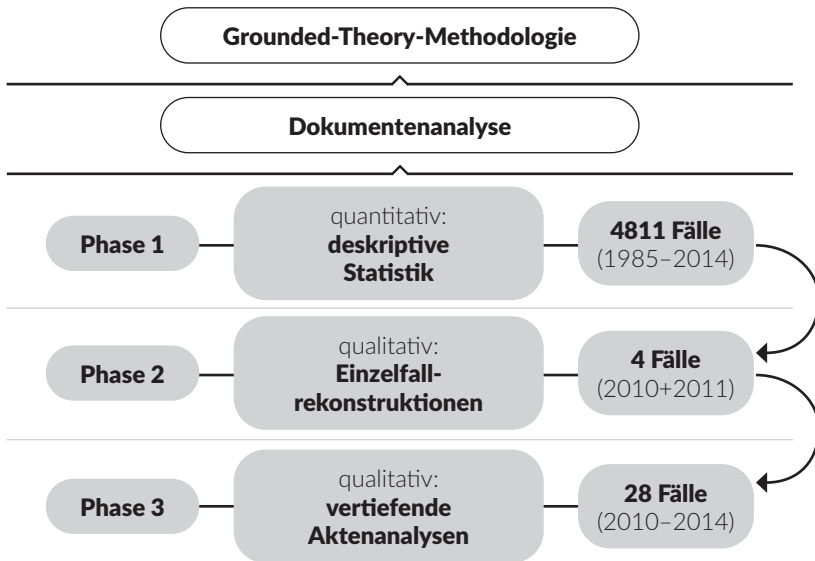 Grounded-Theory-Methodologie
Dokumentenanalyse
Phase 1
quantitativ:
deskriptive
Statistik
4811 Fälle
(1985–2014)
Phase 2
qualitativ:
Einzelfall-
rekonstruktionen
4 Fälle
(2010+2011)
Phase 3
qualitativ:
vertiefende
Aktenanalysen
28 Fälle
(2010–2014)